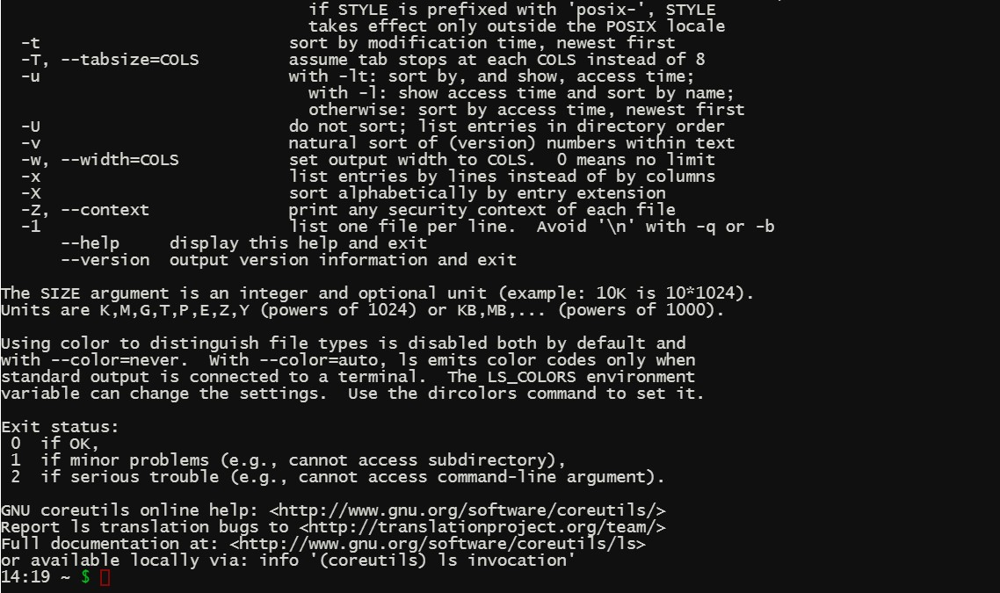 if STYLE is prefixed with 'posix-', STYLE
                               takes effect only outside the POSIX locale
  -t                         sort by modification time, newest first
  -T, --tabsize=COLS         assume tab stops at each COLS instead of 8
  -u                         with -lt: sort by, and show, access time;
                               with -l: show access time and sort by name;
                               otherwise: sort by access time, newest first
  -U                         do not sort; list entries in directory order
  -v                         natural sort of (version) numbers within text
  -w, --width=COLS           set output width to COLS.  0 means no limit
  -x                         list entries by lines instead of by columns
  -X                         sort alphabetically by entry extension
  -Z, --context              print any security context of each file
  -1                         list one file per line.  Avoid '\n' with -q or -b
      --help     display this help and exit
      --version  output version information and exit

The SIZE argument is an integer and optional unit (example: 10K is 10*1024).
Units are K,M,G,T,P,E,Z,Y (powers of 1024) or KB,MB,... (powers of 1000).

Using color to distinguish file types is disabled both by default and
with --color=never.  With --color=auto, ls emits color codes only when
standard output is connected to a terminal.  The LS_COLORS environment
variable can change the settings.  Use the dircolors command to set it.

Exit status:
 0  if OK,
 1  if minor problems (e.g., cannot access subdirectory),
 2  if serious trouble (e.g., cannot access command-line argument).

GNU coreutils online help: <http://www.gnu.org/software/coreutils/>
Report ls translation bugs to <http://translationproject.org/team/>
Full documentation at: <http://www.gnu.org/software/coreutils/ls>
or available locally via: info '(coreutils) ls invocation'
14:19 ~ $